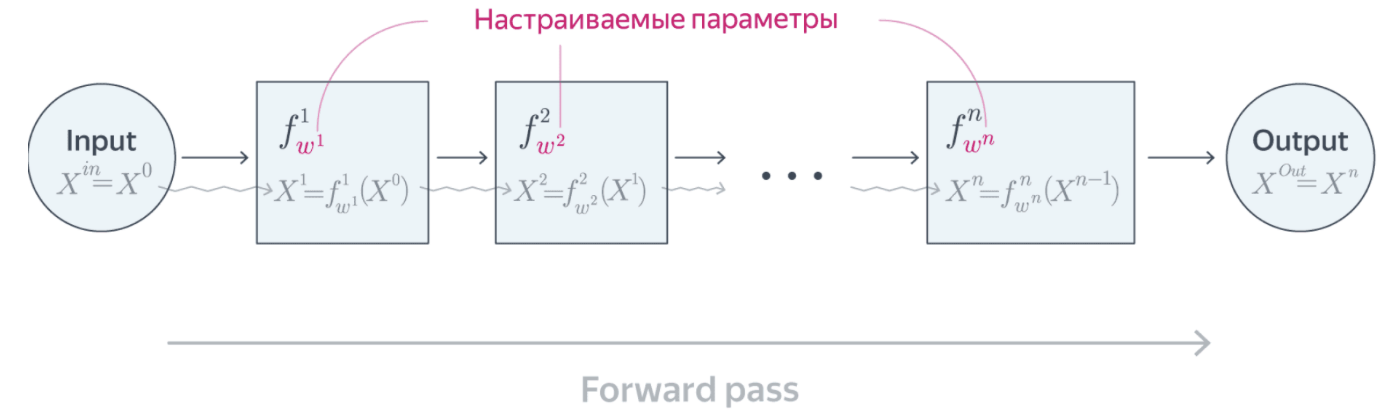 Настраиваемые параметры
Input
X^{in}=X^0
f^1_{w^1}
X^1=f^1_{w^1}(X^0)
f^2_{w^2}
X^2=f^2_{w^2}(X^1)
...
f^n_{w^n}
X^n=f^n_{w^n}(X^{n-1})
Output
X^{Out}=X^n
Forward pass